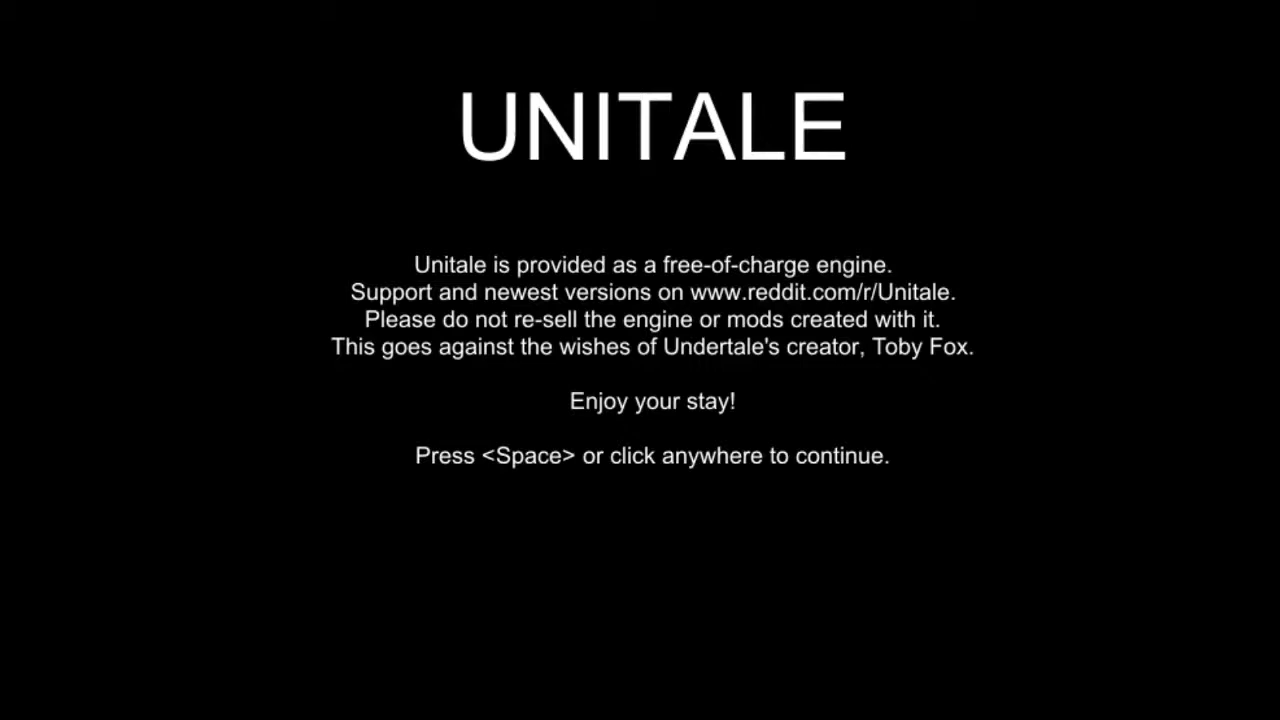 UNITALE
Unitale is provided as a free-of-charge engine.
Support and newest versions on www.reddit.com/r/Unitale.
Please do not re-sell the engine or mods created with it.
This goes against the wishes of Undertale's creator, Toby Fox.
Enjoy your stay!
Press <Space> or click anywhere to continue.